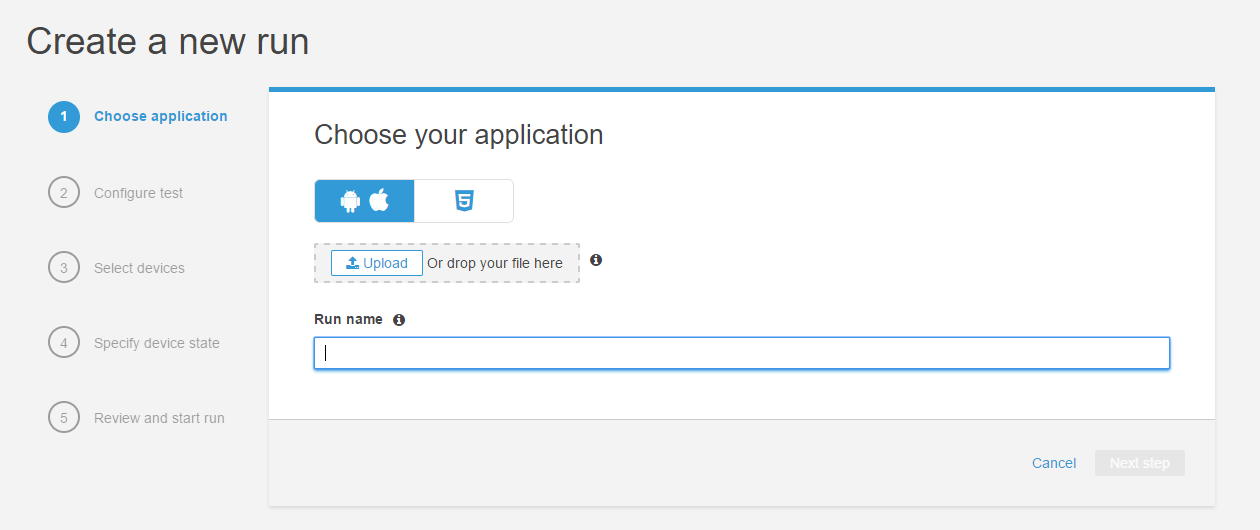 Create a new run
1 Choose application
2 Configure test
3 Select devices
4 Specify device state
5 Review and start run
Choose your application
5
Upload Or drop your file here
Run name
Cancel Next step